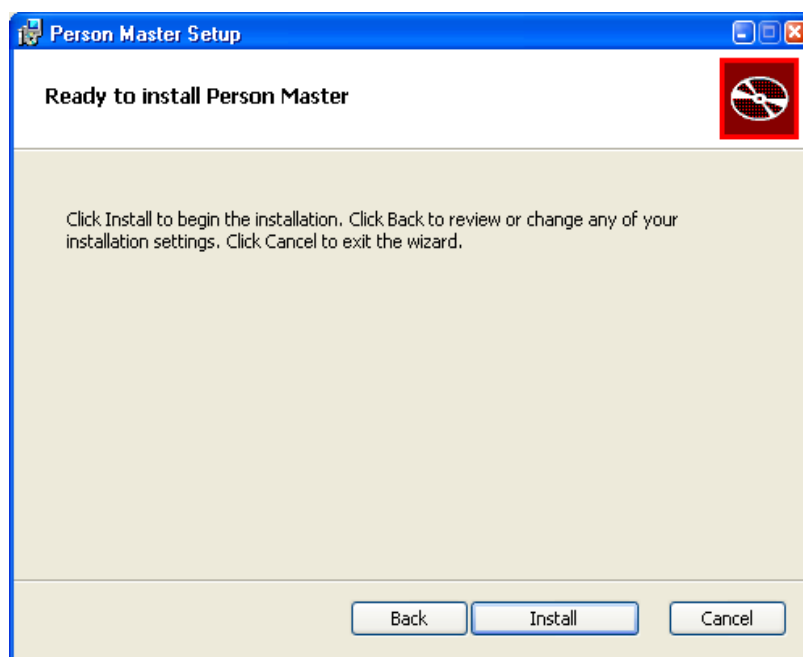 Person Master Setup
Ready to install Person Master
Click Install to begin the installation. Click Back to review or change any of your
installation settings. Click Cancel to exit the wizard.
Back Install Cancel